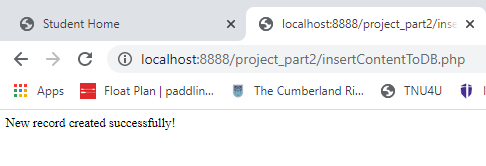 Student Home
localhost:8888/project_part2/inse
localhost:8888/project_part2/insertContentToDB.php
Apps Float Plan | paddlin... The Cumberland Ri... TNU4U
New record created successfully!